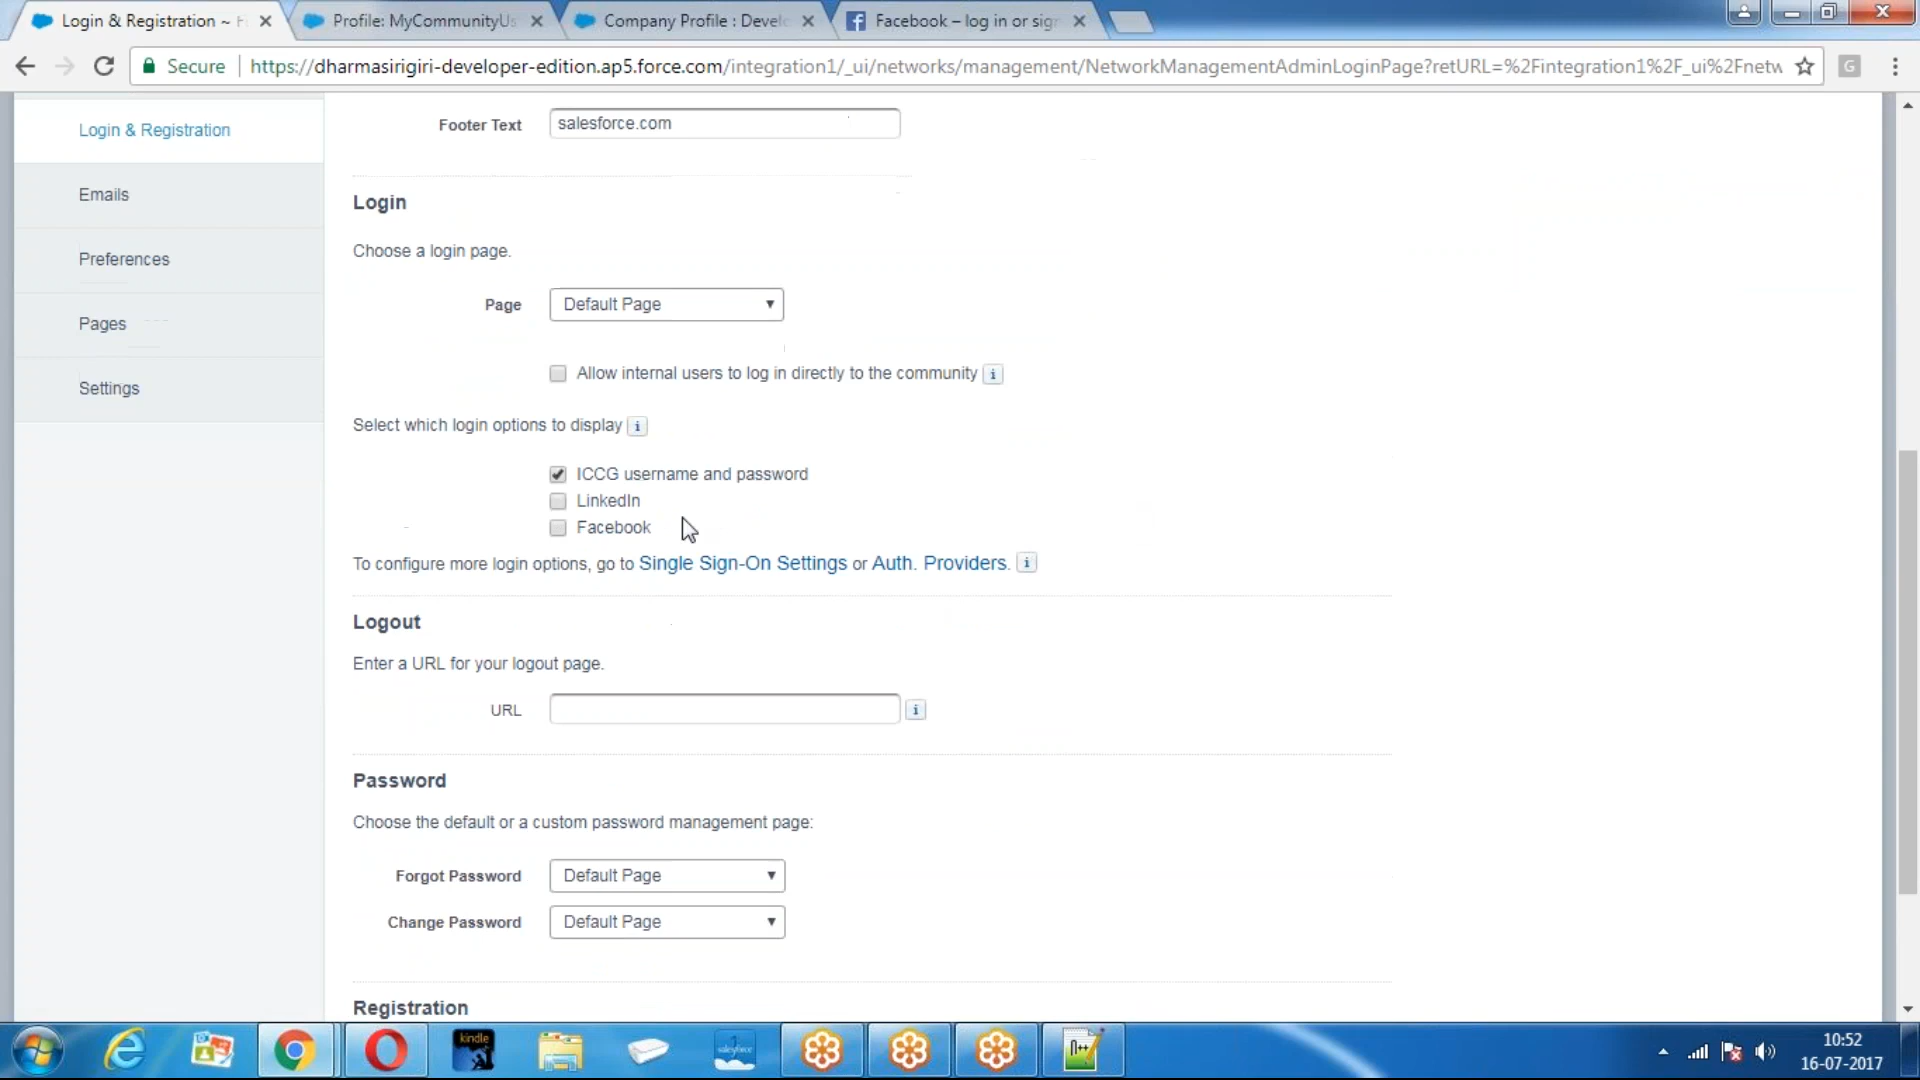 Login & Registration ~
Profile: MyCommunityUs
Company Profile : Devel
Facebook – log in or sign
Secure
https://dharmasirigiri-developer-edition.ap5.force.com/integration1/_ui/networks/management/NetworkManagementAdminLoginPage?retURL=%2Fintegration1%2F_ui%2Fnetw
Login & Registration
Emails
Preferences
Pages
Settings
Footer Text salesforce.com
Login
Choose a login page.
Page Default Page
Allow internal users to log in directly to the community i
Select which login options to display i
ICCG username and password
LinkedIn
Facebook
To configure more login options, go to Single Sign-On Settings or Auth. Providers. i
Logout
Enter a URL for your logout page.
URL i
Password
Choose the default or a custom password management page:
Forgot Password Default Page
Change Password Default Page
Registration
kindle
salesforce
10:52
16-07-2017